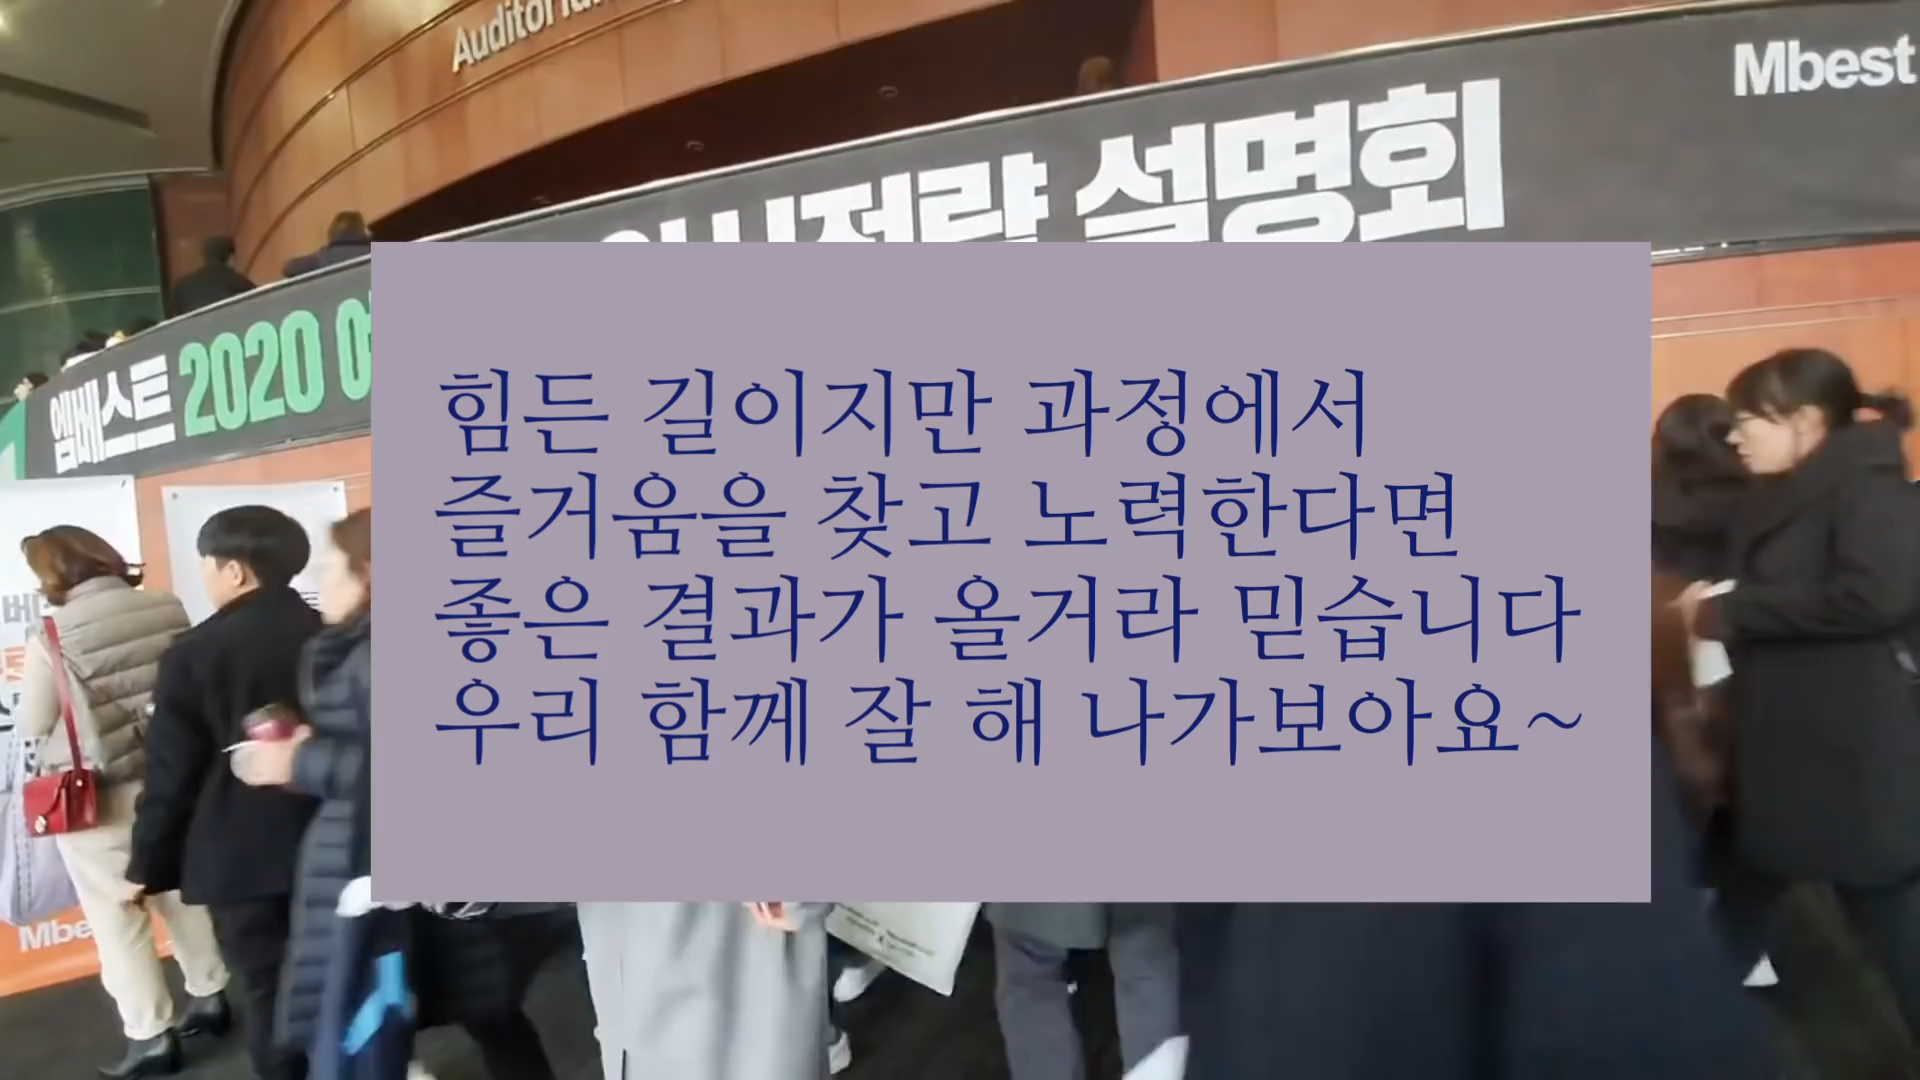 Mbest
전략 설명회
엠베스트 2020
힘든 길이지만 과정에서
즐거움을 찾고 노력한다면
좋은 결과가 올거라 믿습니다
우리 함께 잘 해 나가보아요~